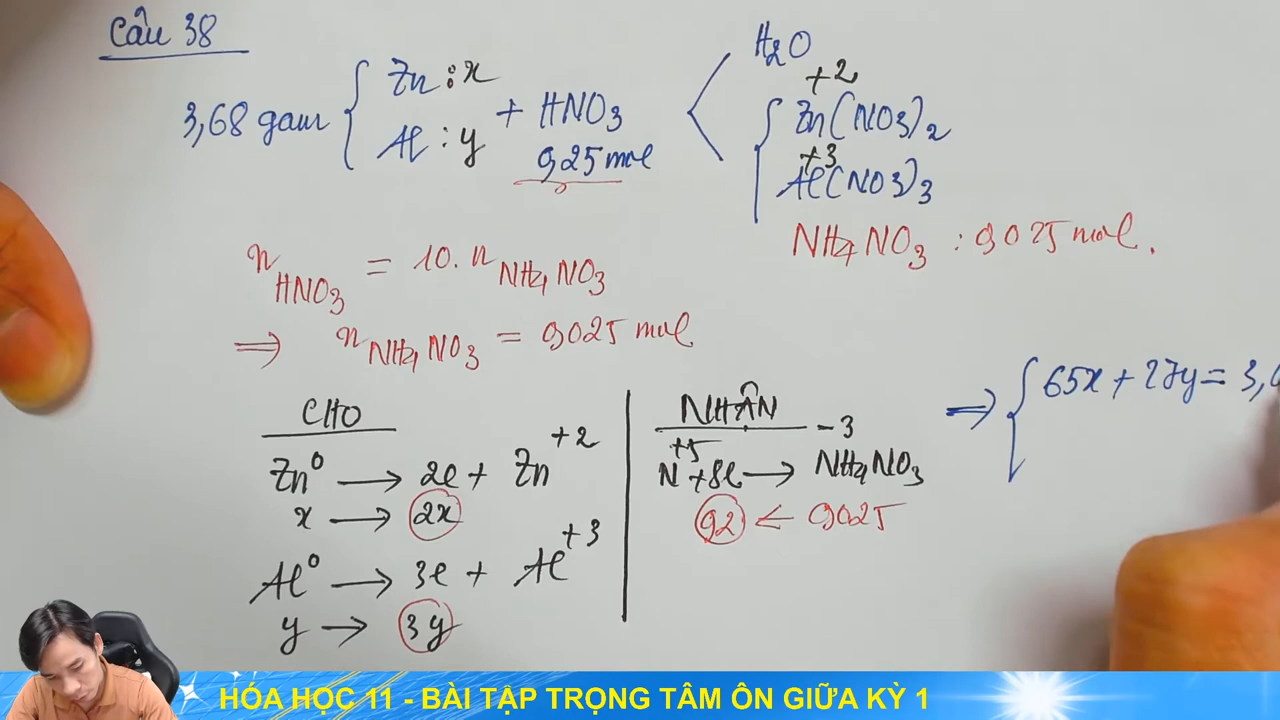 Câu 38
3,68 gam { Zn : x
Al : y
+ HNO3
0,25 mol
H2O
+2
Zn(NO3)2
+3
Al(NO3)3
NH4NO3 : 0,025 mol.
nHNO3 = 10. nNH4NO3
⇒ nNH4NO3 = 0,025 mol
CHO
Zn⁰ → 2e + Zn⁺²
x → 2x
Al⁰ → 3e + Al⁺³
y → 3y
NHẬN
+5 -3
N + 8e → NH4NO3
0,2 ← 0,025
⇒ { 65x + 27y = 3,
HÓA HỌC 11 - BÀI TẬP TRỌNG TÂM ÔN GIỮA KỲ 1